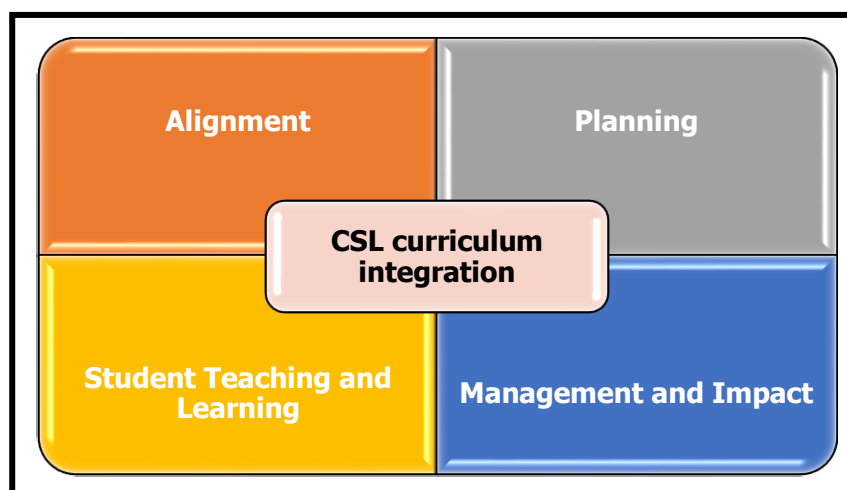 Alignment
Planning
CSL curriculum
integration
Student Teaching and
Learning
Management and Impact